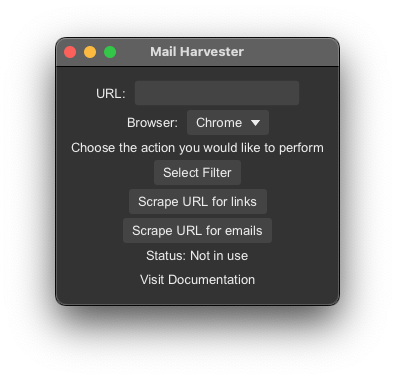 Mail Harvester
URL:
Browser: Chrome
Choose the action you would like to perform
Select Filter
Scrape URL for links
Scrape URL for emails
Status: Not in use
Visit Documentation